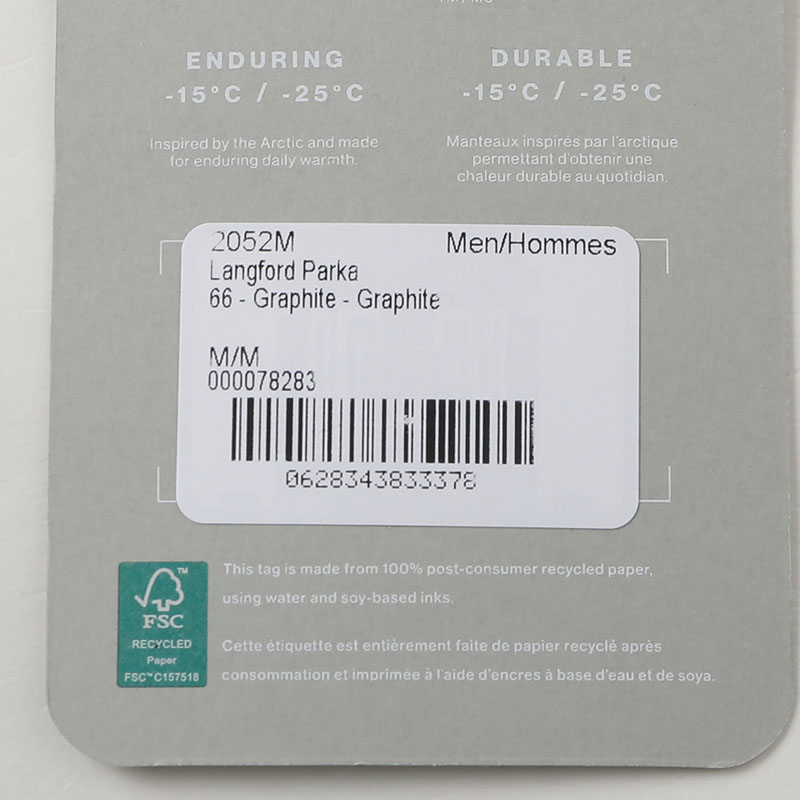 ENDURING
-15°C / -25°C
Inspired by the Arctic and made
for enduring daily warmth.
DURABLE
-15°C / -25°C
Manteaux inspirés par l'arctique
permettant d'obtenir une
chaleur durable au quotidien.
2052M Men/Hommes
Langford Parka
66 - Graphite - Graphite
M/M
000078283
0628343833378
FSC™
RECYCLED
Paper
FSC™ C157518
This tag is made from 100% post-consumer recycled paper,
using water and soy-based inks.
Cette étiquette est entièrement faite de papier recyclé après
consommation et imprimée à l'aide d'encres à base d'eau et de soya.